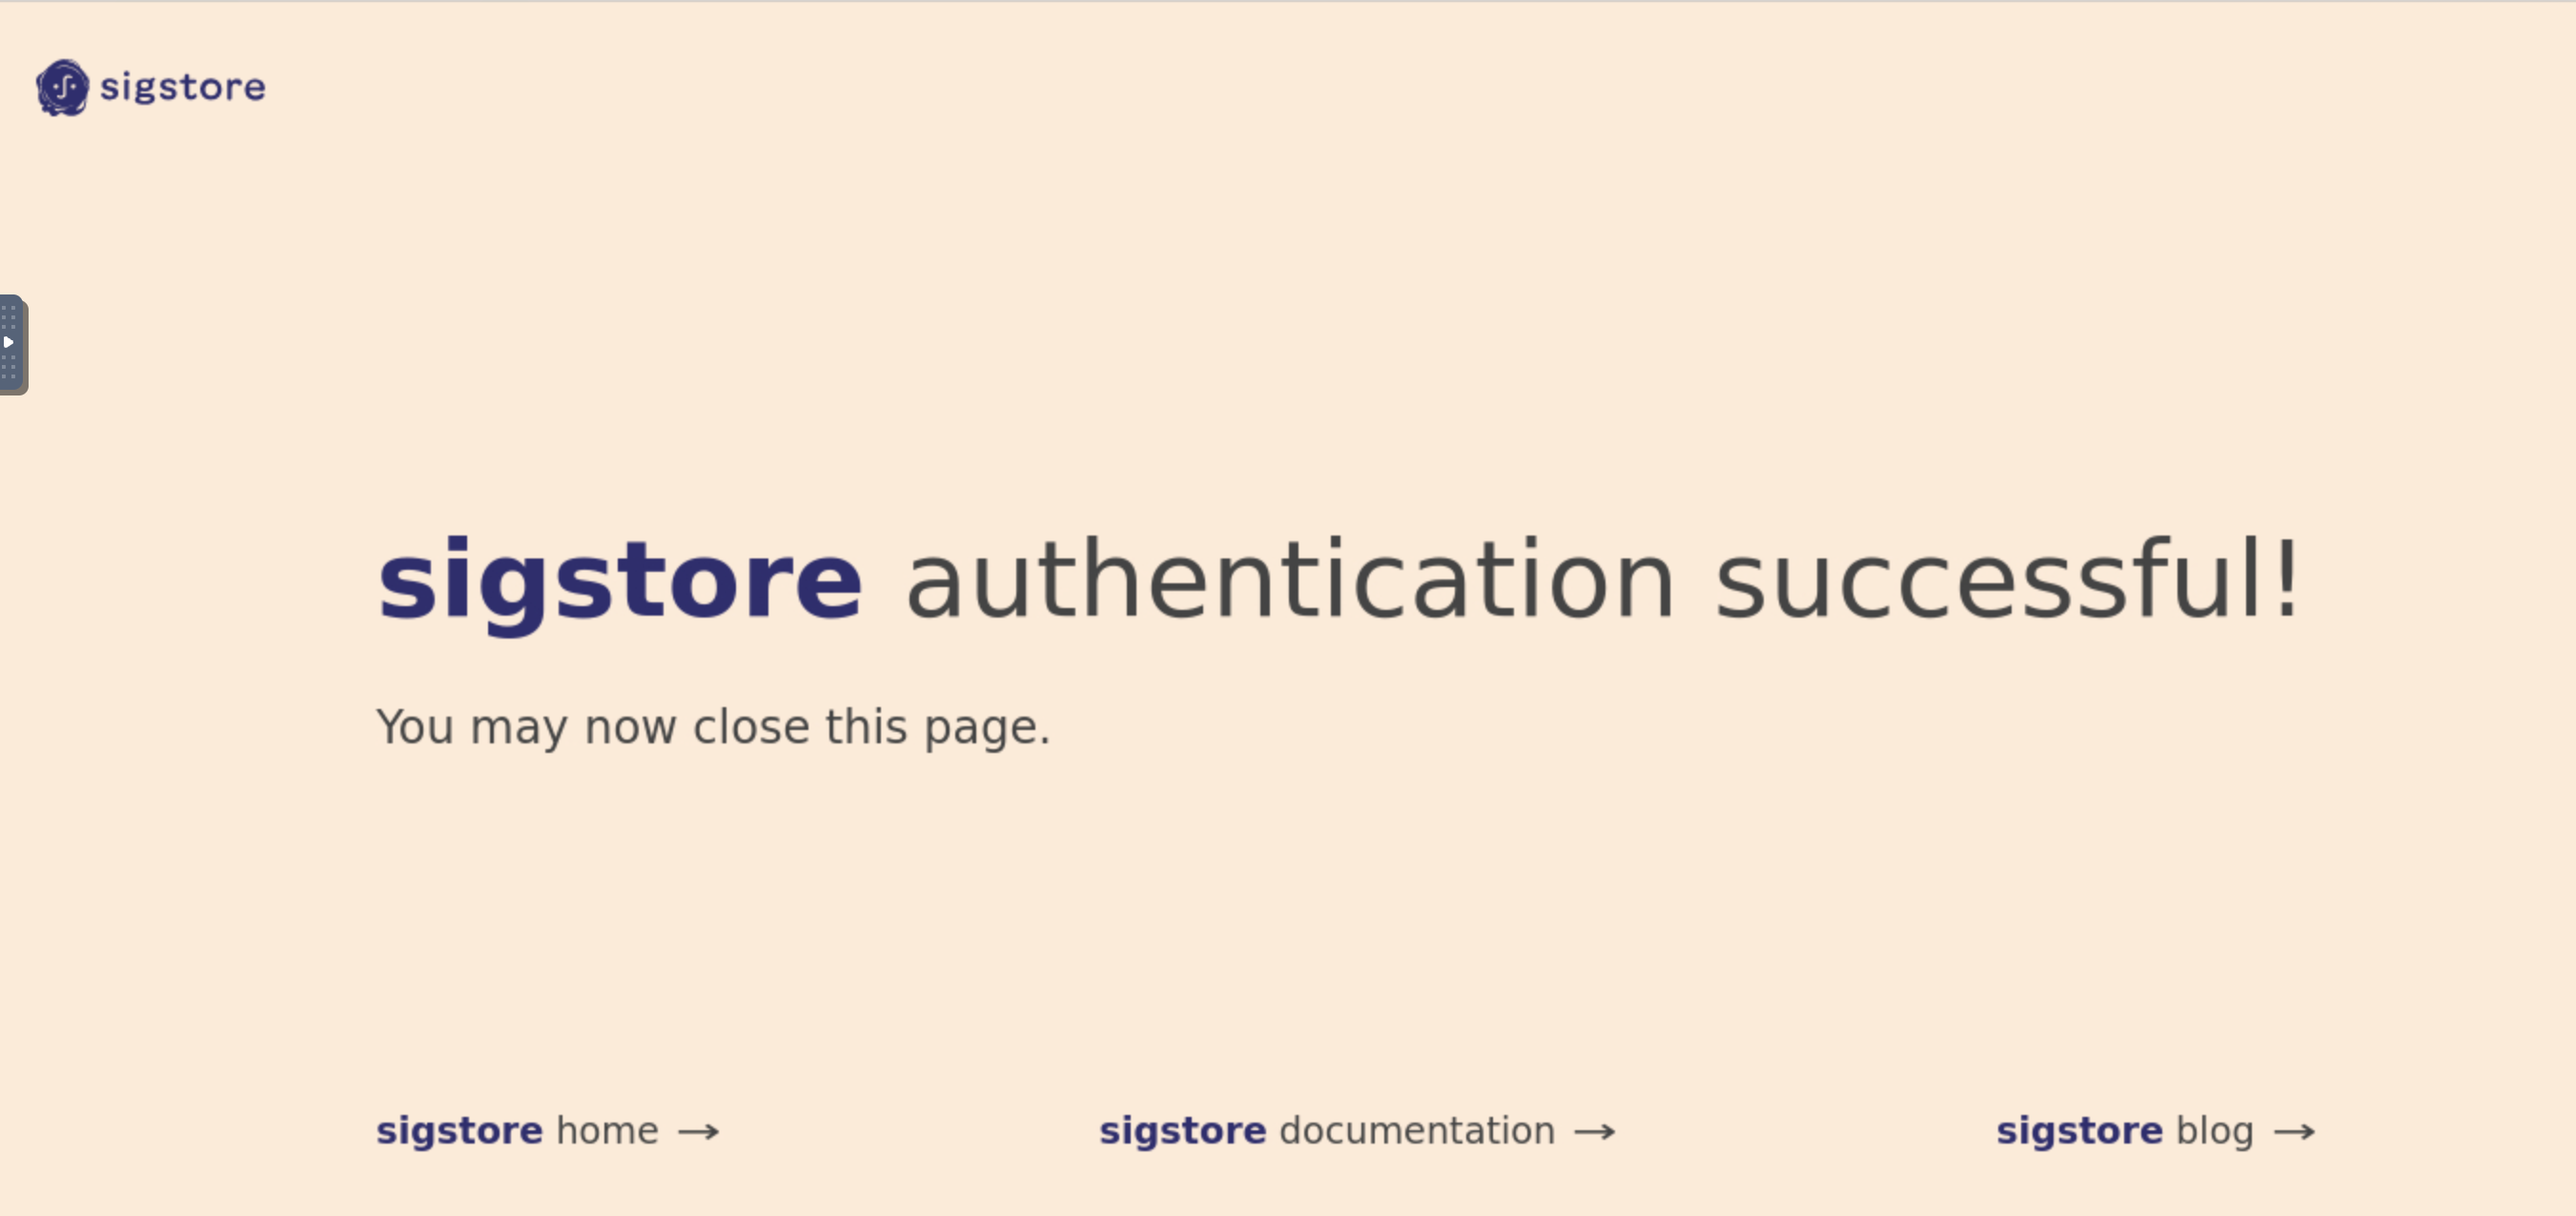 sigstore
sigstore authentication successful!
You may now close this page.
sigstore home →
sigstore documentation →
sigstore blog →